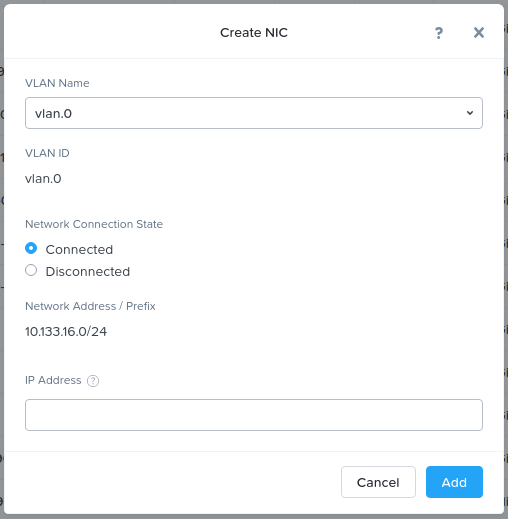 Create NIC
?
VLAN Name
vlan.0
VLAN ID
vlan.0
Network Connection State
Connected
Disconnected
Network Address / Prefix
10.133.16.0/24
IP Address ?
Cancel Add